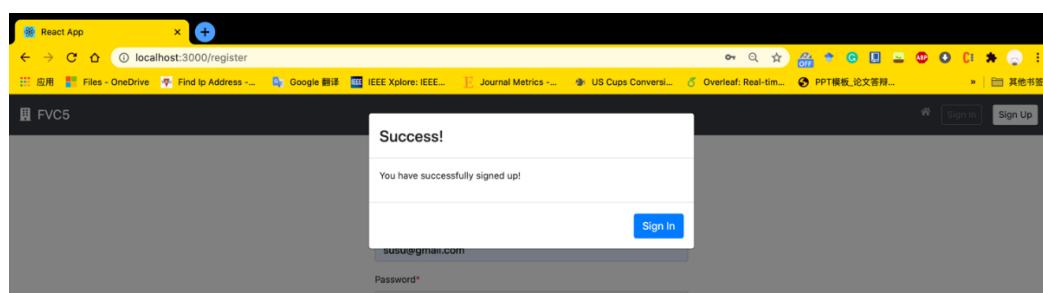 React App
localhost:3000/register
OFF
ABP
应用 Files - OneDrive Find Ip Address -... Google 翻译 IEEE IEEE Xplore: IEEE... E Journal Metrics -... US Cups Conversi... Overleaf: Real-tim... PPT模板_论文答辩... » 其他书签
FVC5 Sign In Sign Up
Success!
You have successfully signed up!
Sign In
susu@gmail.com
Password*